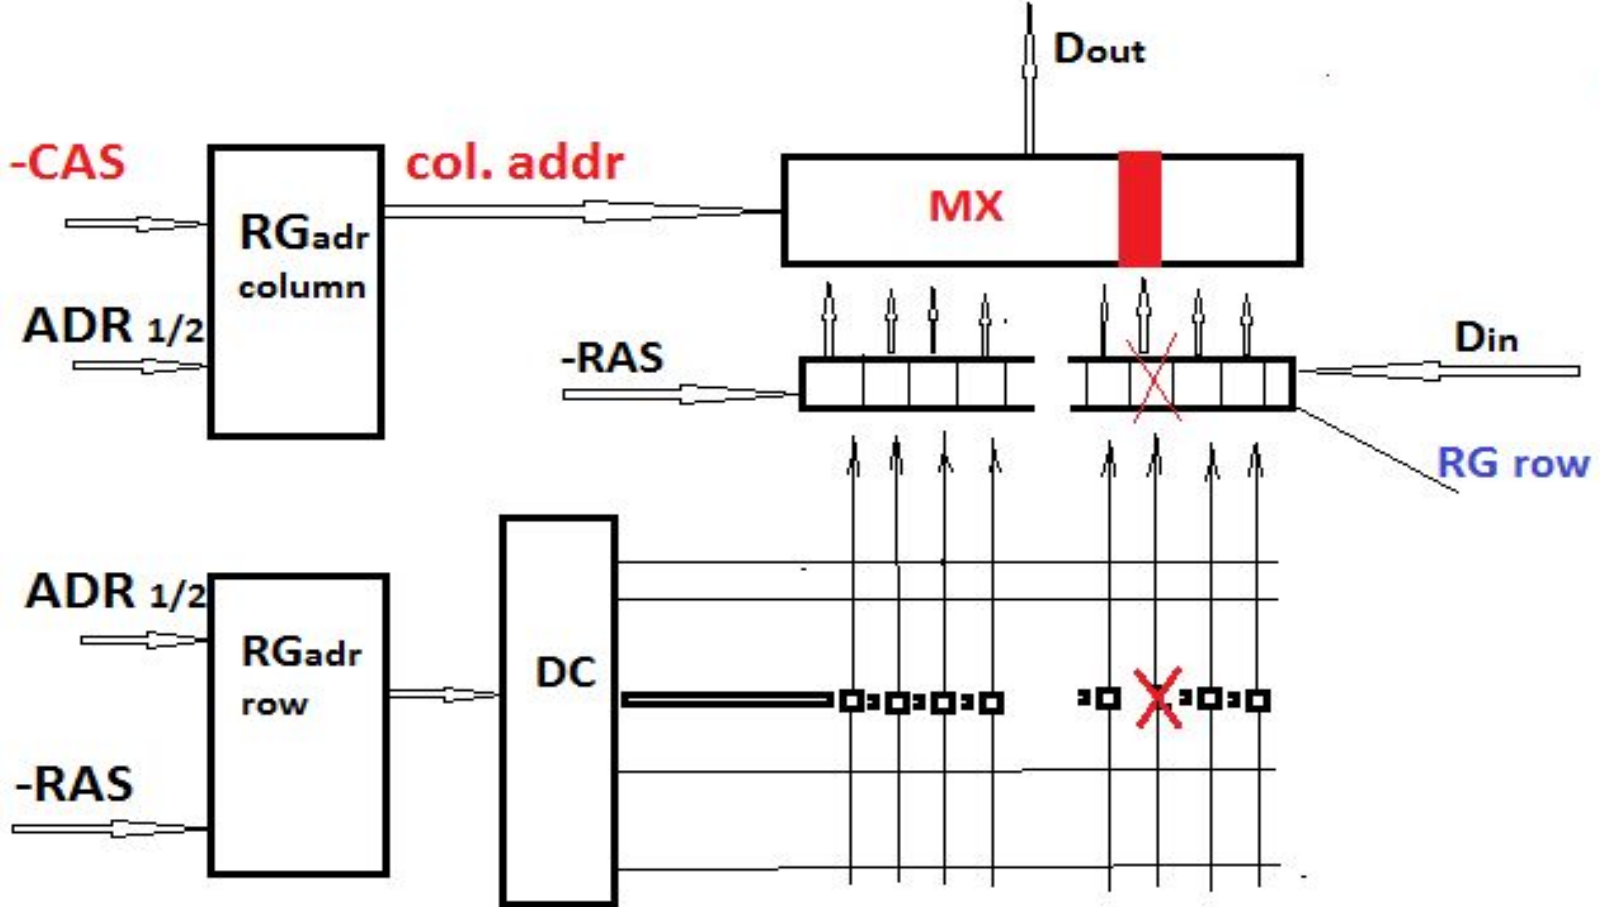 Dout
-CAS
col. addr
MX
RGadr
column
ADR 1/2
-RAS
Din
RG row
ADR 1/2
RGadr
row
DC
-RAS